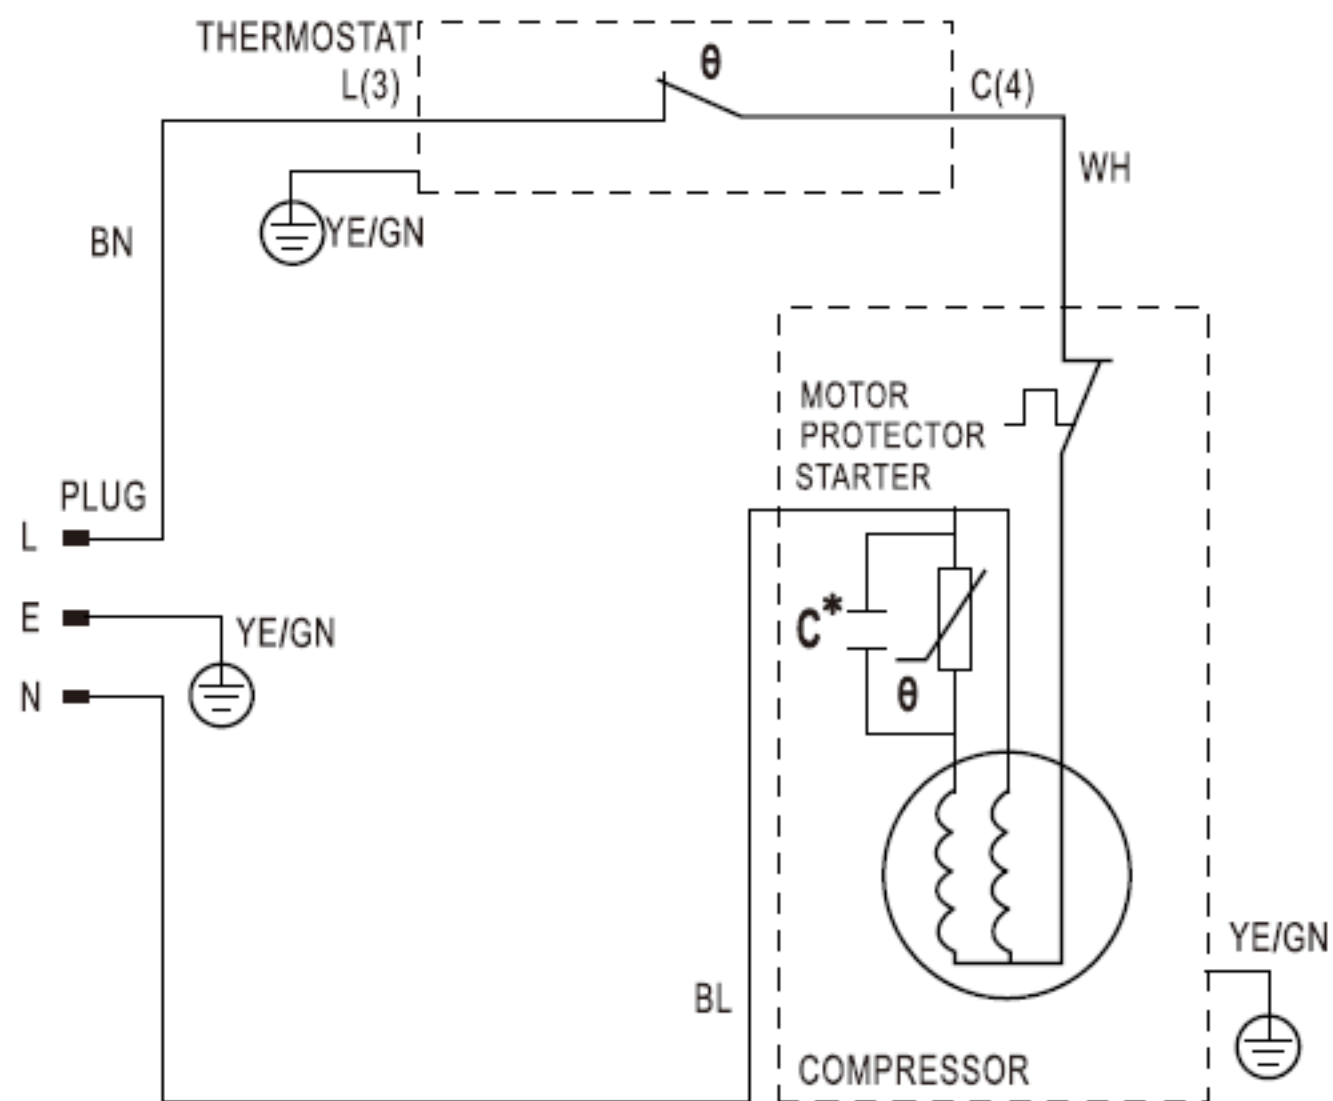 THERMOSTAT
L(3)
θ
C(4)
WH
YE/GN
BN
MOTOR
PROTECTOR
STARTER
PLUG
L
E
YE/GN
N
C*
θ
YE/GN
BL
COMPRESSOR